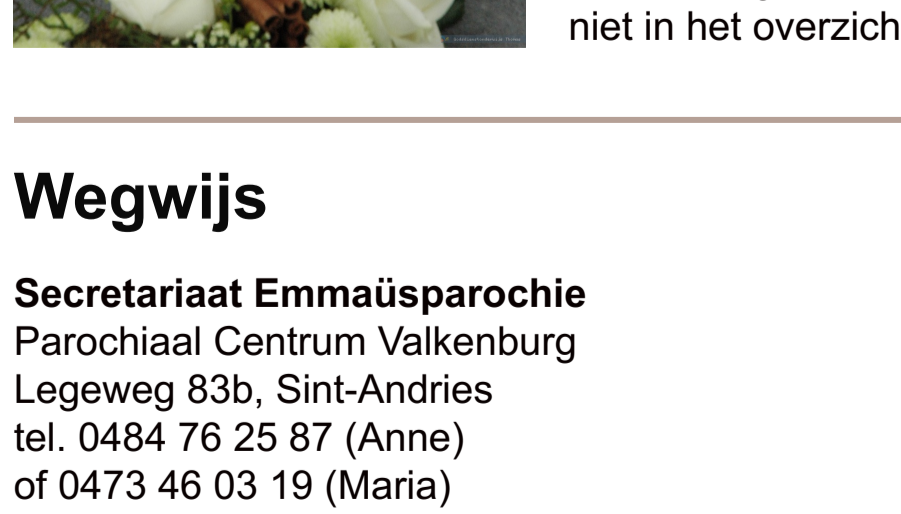 niet in het overzich
Wegwijs
Secretariaat Emmaüsparochie
Parochiaal Centrum Valkenburg
Legeweg 83b, Sint-Andries
tel. 0484 76 25 87 (Anne)
of 0473 46 03 19 (Maria)